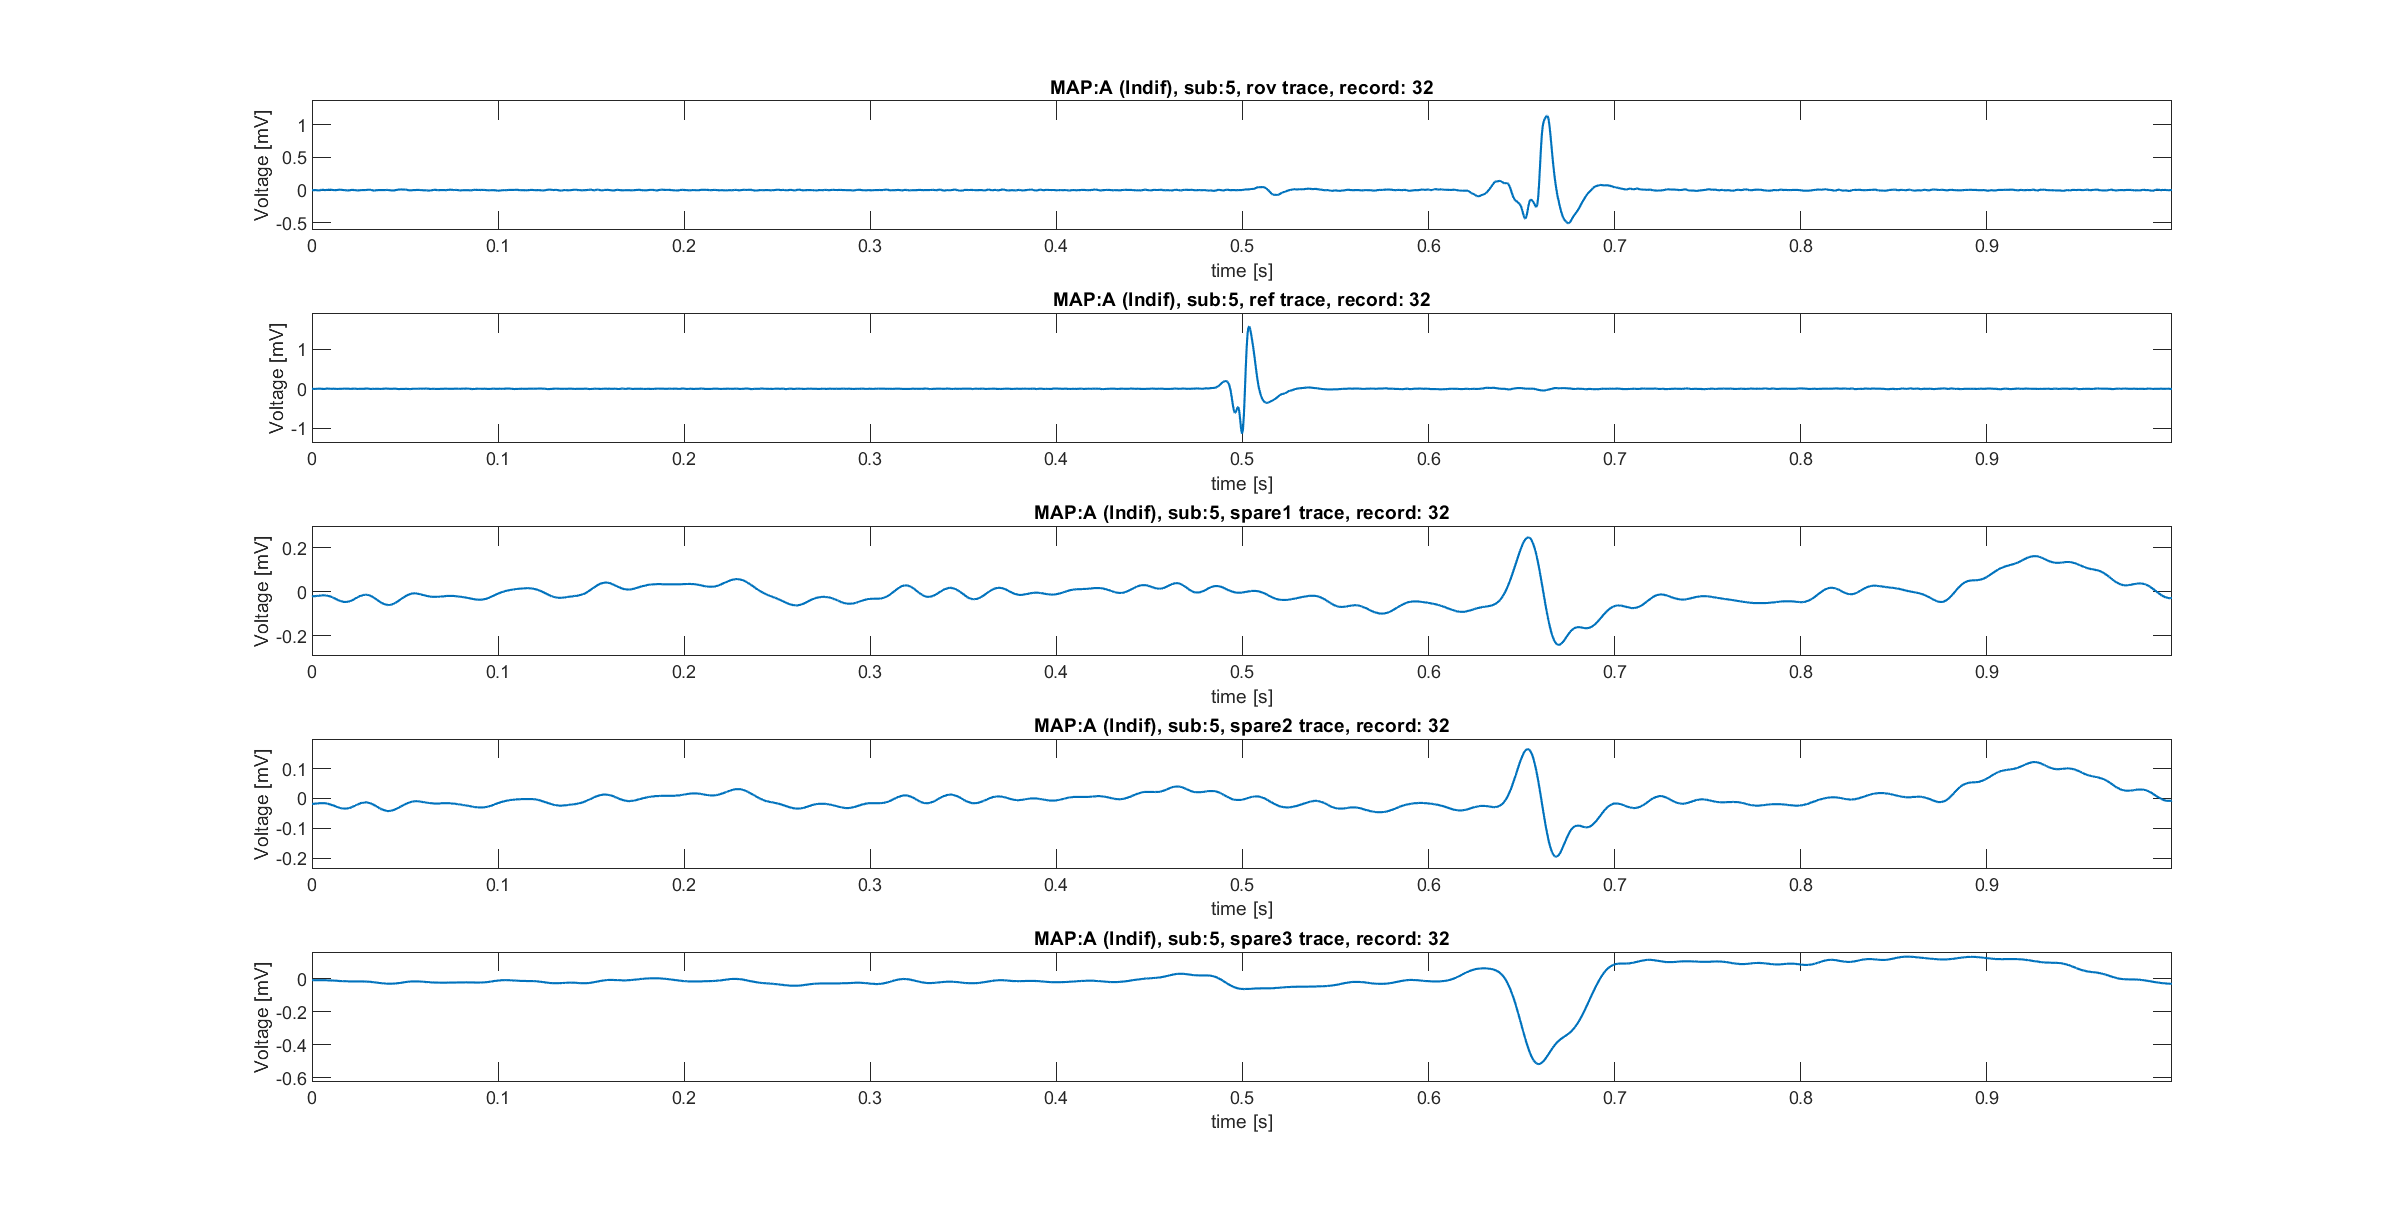 MAP:A (Indif), sub:5, rov trace, record: 32
Voltage [mV]
1
0.5
0
-0.5
0 0.1 0.2 0.3 0.4 0.5 0.6 0.7 0.8 0.9
time [s]
MAP:A (Indif), sub:5, ref trace, record: 32
Voltage [mV]
1
0
-1
0 0.1 0.2 0.3 0.4 0.5 0.6 0.7 0.8 0.9
time [s]
MAP:A (Indif), sub:5, spare1 trace, record: 32
Voltage [mV]
0.2
0
-0.2
0 0.1 0.2 0.3 0.4 0.5 0.6 0.7 0.8 0.9
time [s]
MAP:A (Indif), sub:5, spare2 trace, record: 32
Voltage [mV]
0.1
0
-0.1
-0.2
0 0.1 0.2 0.3 0.4 0.5 0.6 0.7 0.8 0.9
time [s]
MAP:A (Indif), sub:5, spare3 trace, record: 32
Voltage [mV]
0
-0.2
-0.4
-0.6
0 0.1 0.2 0.3 0.4 0.5 0.6 0.7 0.8 0.9
time [s]